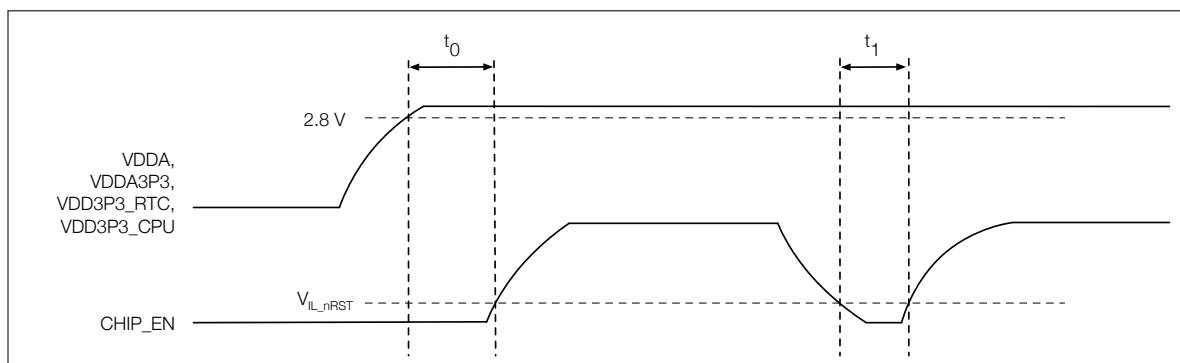 t0
t1
2.8 V
VDDA,
VDDA3P3,
VDD3P3_RTC,
VDD3P3_CPU
VIL_nRST
CHIP_EN